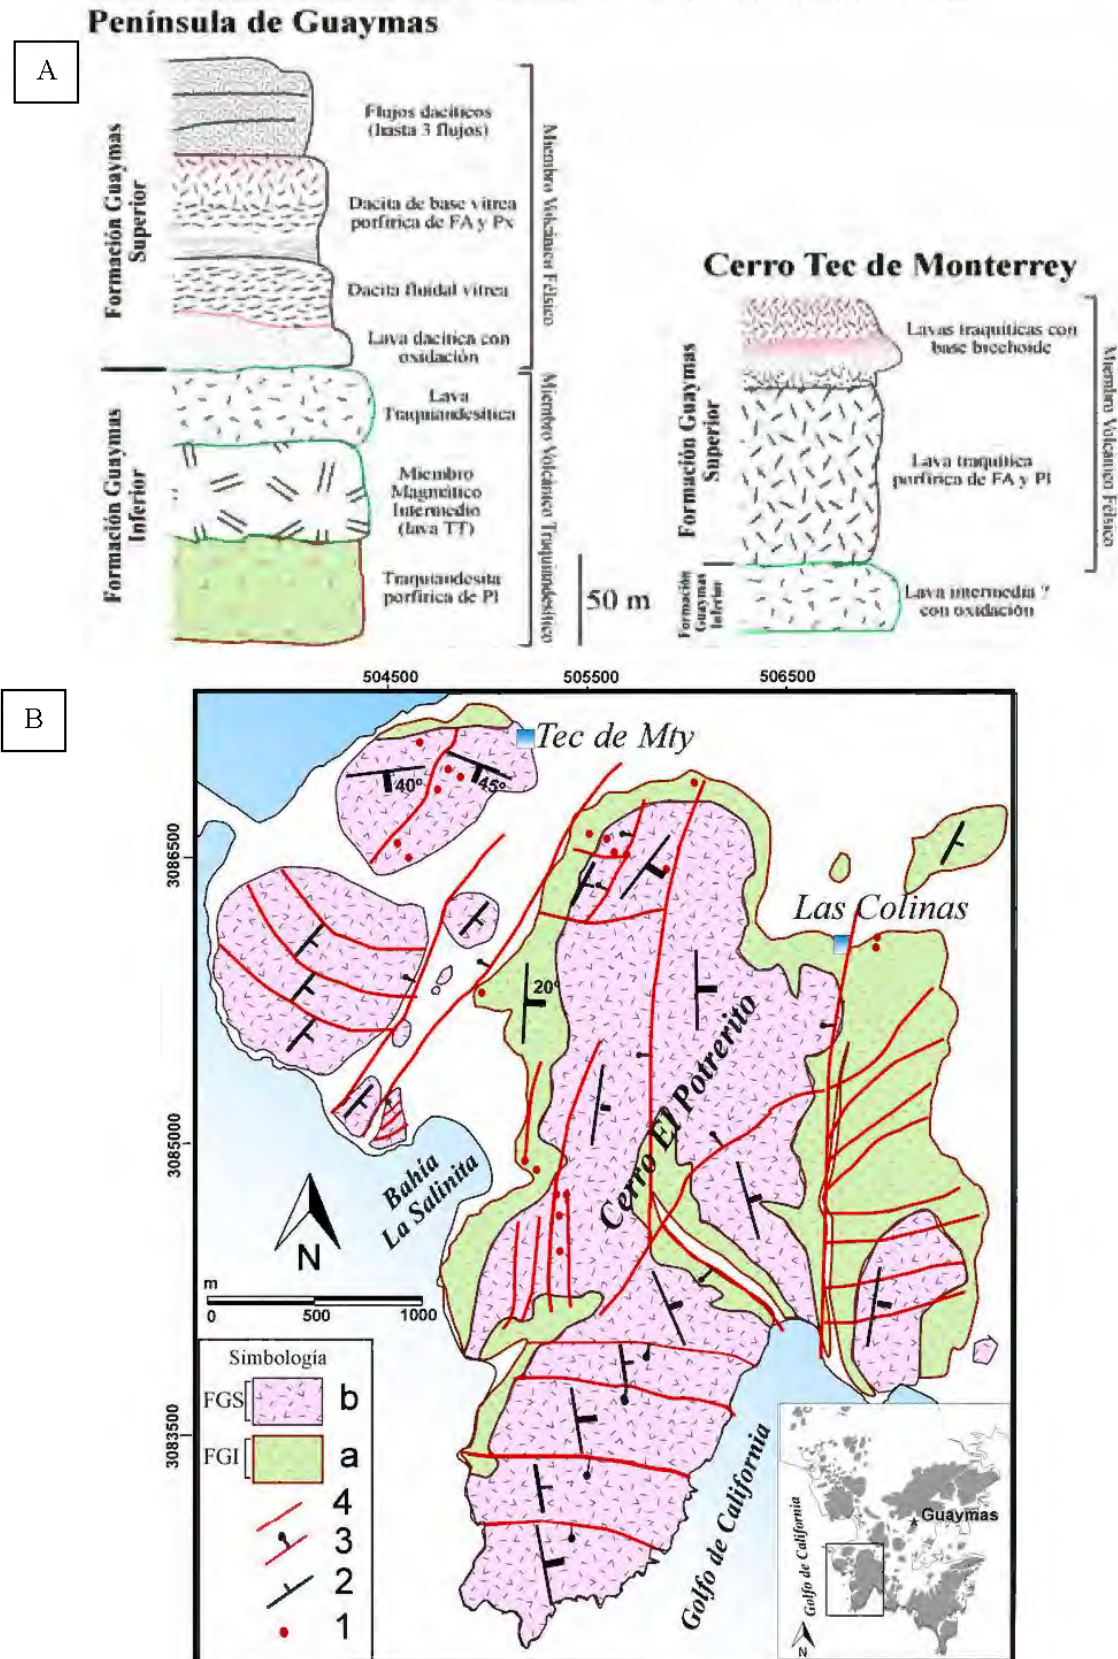 Península de Guaymas
A
Formación Guaymas
Superior
Flujos dacíticos
(hasta 3 flujos)
Dacita de base vítrea
porfírica de FA y Px
Dacita fluidal vítrea
Lava dacítica con
oxidación
Miembro Volcánico Félsico
Formación Guaymas
Inferior
Lava
Traquiandesítica
Miembro
Magmático
Intermedio
(lava TT)
Traquiandesita
porfírica de Pl
Miembro Volcánico Traquiandesítico
50 m
Cerro Tec de Monterrey
Formación Guaymas
Superior
Lavas traquíticas con
base brechoide
Lava traquítica
porfírica de FA y Pl
Formación
Guaymas
Inferior
Lava intermedia ?
con oxidación
Miembro Volcánico Félsico
B
504500
505500
506500
3086500
3085000
3083500
Tec de Mty
40º
45º
Las Colinas
20º
Cerro El Potrerito
Bahía
La Salinita
N
m
0
500
1000
Golfo de California
Simbología
FGS
b
FGI
a
4
3
2
1
Guaymas
Golfo de California
N